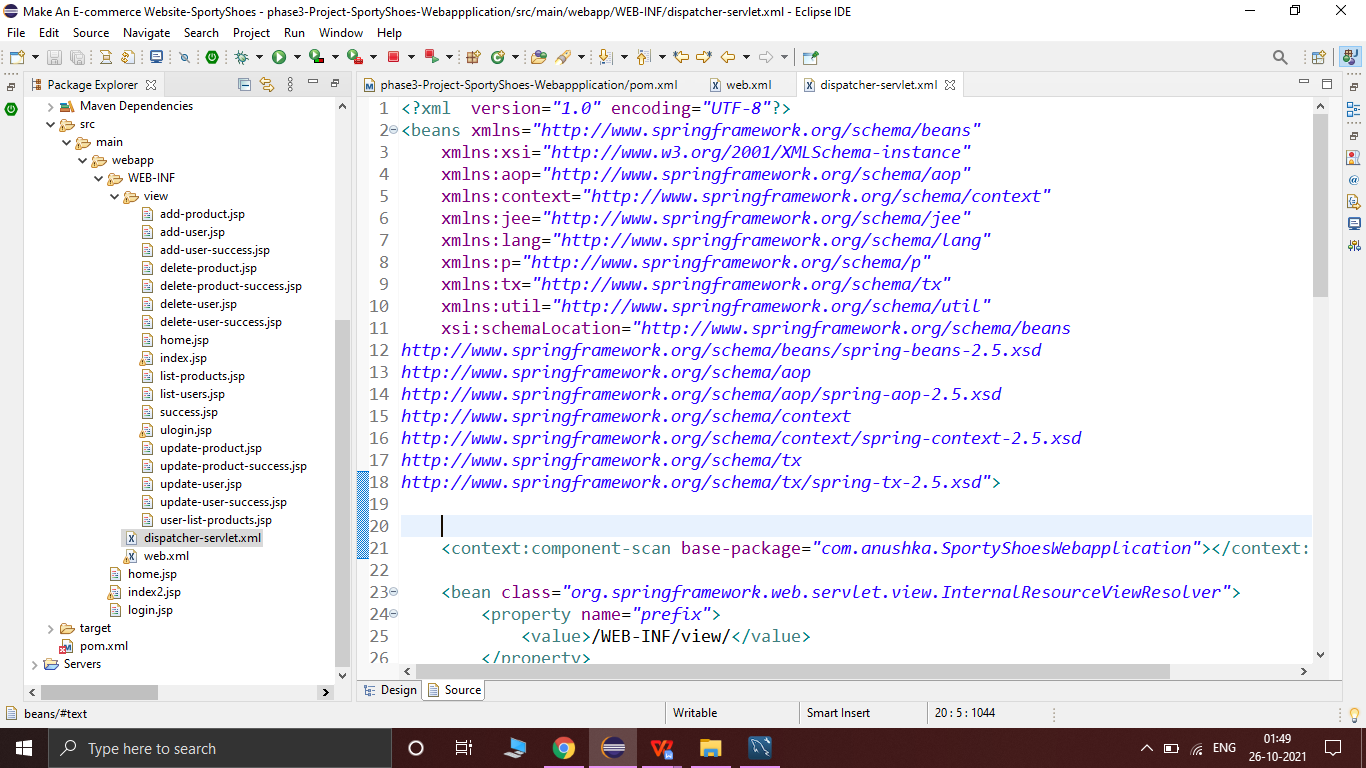 Make An E-commerce Website-SportyShoes - phase3-Project-SportyShoes-Webappplication/src/main/webapp/WEB-INF/dispatcher-servlet.xml - Eclipse IDE
File Edit Source Navigate Search Project Run Window Help
Package Explorer
phase3-Project-SportyShoes-Webappplication/pom.xml web.xml dispatcher-servlet.xml
Maven Dependencies
src
main
webapp
WEB-INF
view
add-product.jsp
add-user.jsp
add-user-success.jsp
delete-product.jsp
delete-product-success.jsp
delete-user.jsp
delete-user-success.jsp
home.jsp
index.jsp
list-products.jsp
list-users.jsp
success.jsp
ulogin.jsp
update-product.jsp
update-product-success.jsp
update-user.jsp
update-user-success.jsp
user-list-products.jsp
dispatcher-servlet.xml
web.xml
home.jsp
index2.jsp
login.jsp
target
pom.xml
Servers
1 <?xml  version="1.0" encoding="UTF-8"?>
2 <beans xmlns="http://www.springframework.org/schema/beans"
3 xmlns:xsi="http://www.w3.org/2001/XMLSchema-instance"
4 xmlns:aop="http://www.springframework.org/schema/aop"
5 xmlns:context="http://www.springframework.org/schema/context"
6 xmlns:jee="http://www.springframework.org/schema/jee"
7 xmlns:lang="http://www.springframework.org/schema/lang"
8 xmlns:p="http://www.springframework.org/schema/p"
9 xmlns:tx="http://www.springframework.org/schema/tx"
10 xmlns:util="http://www.springframework.org/schema/util"
11 xsi:schemaLocation="http://www.springframework.org/schema/beans
12 http://www.springframework.org/schema/beans/spring-beans-2.5.xsd
13 http://www.springframework.org/schema/aop
14 http://www.springframework.org/schema/aop/spring-aop-2.5.xsd
15 http://www.springframework.org/schema/context
16 http://www.springframework.org/schema/context/spring-context-2.5.xsd
17 http://www.springframework.org/schema/tx
18 http://www.springframework.org/schema/tx/spring-tx-2.5.xsd">
19
20
21 <context:component-scan base-package="com.anushka.SportyShoesWebapplication"></context:
22
23 <bean class="org.springframework.web.servlet.view.InternalResourceViewResolver">
24 <property name="prefix">
25 <value>/WEB-INF/view/</value>
26 </property>
Design Source
beans/#text Writable Smart Insert 20 : 5 : 1044
Type here to search
ENG
01:49
26-10-2021